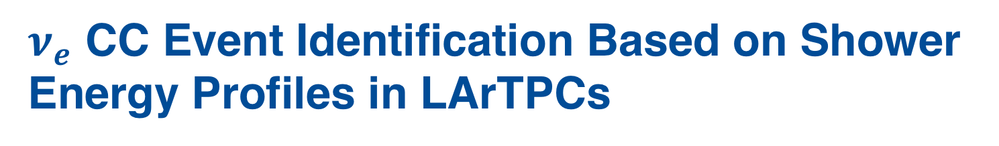 νₑ CC Event Identification Based on Shower
Energy Profiles in LArTPCs